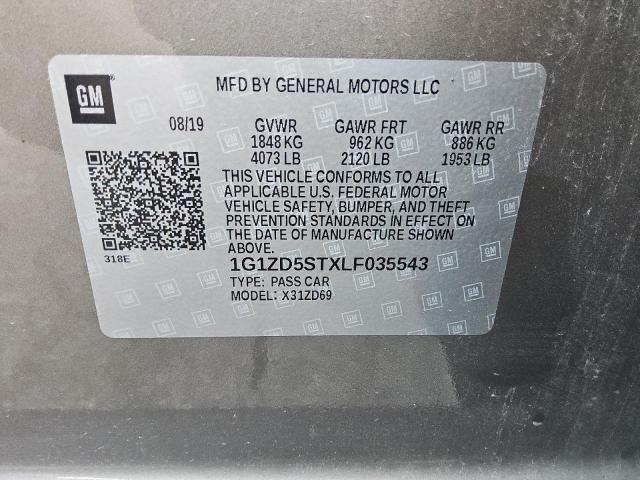 GM
MFD BY GENERAL MOTORS LLC
08/19 GVWR GAWR FRT GAWR RR
1848 KG 962 KG 886 KG
4073 LB 2120 LB 1953 LB
THIS VEHICLE CONFORMS TO ALL
APPLICABLE U.S. FEDERAL MOTOR
VEHICLE SAFETY, BUMPER, AND THEFT
PREVENTION STANDARDS IN EFFECT ON
THE DATE OF MANUFACTURE SHOWN
ABOVE.
318E
1G1ZD5STXLF035543
TYPE: PASS CAR
MODEL: X31ZD69